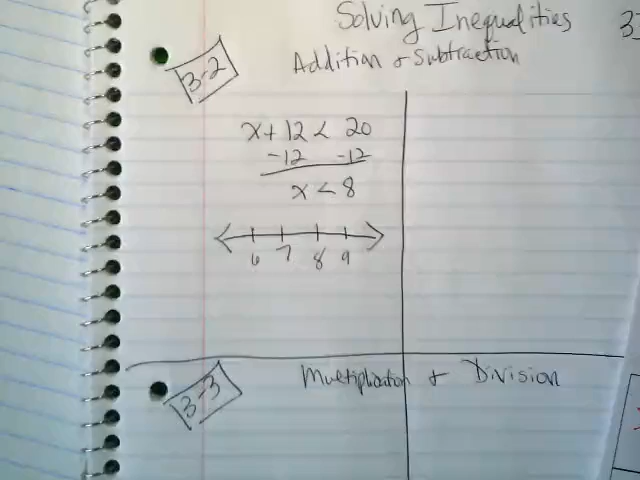 Solving Inequalities
3
3-2
Addition & Subtraction
x + 12 < 20
-12 -12
x < 8
6 7 8 9
3-3
Multiplication & Division